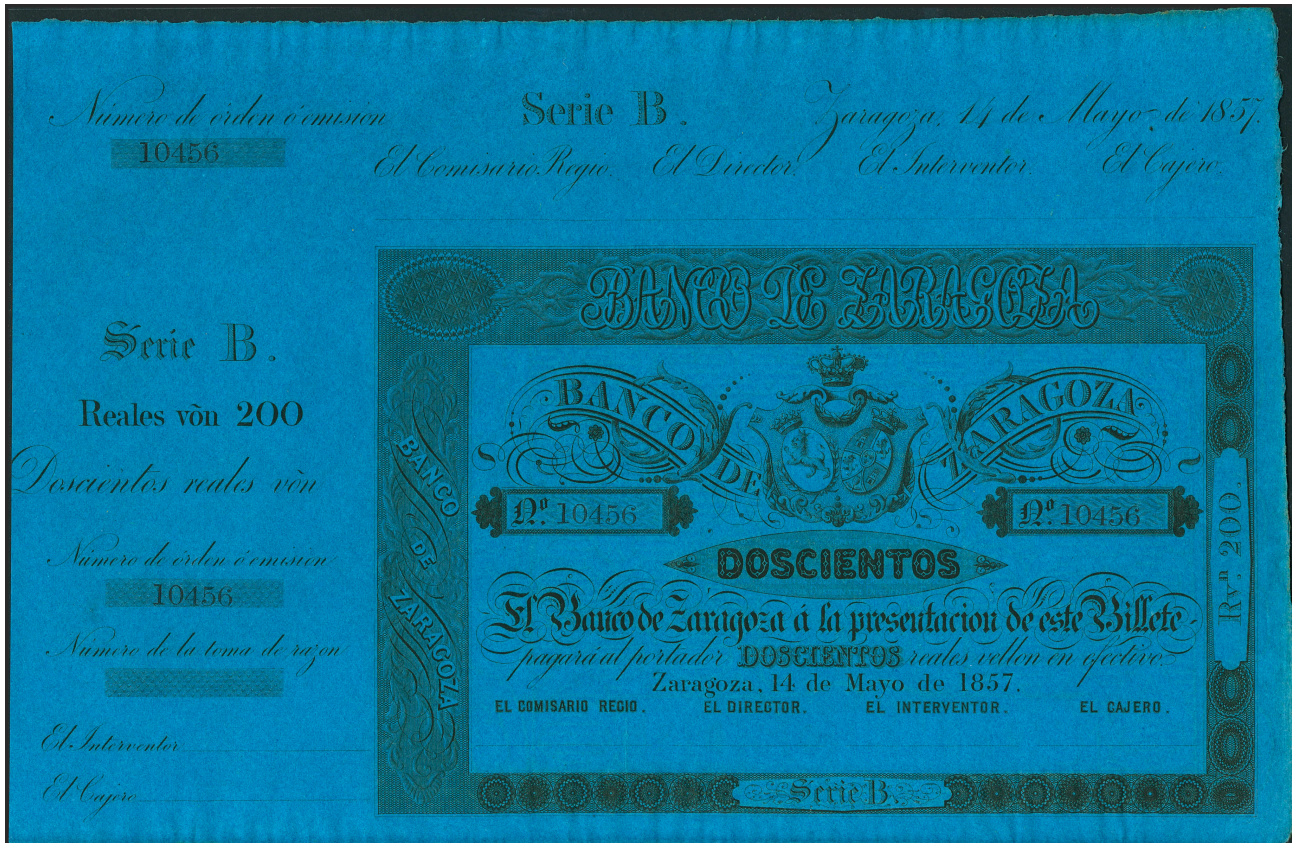 Número de órden ó emisión
10456
Serie B.
Zaragoza, 14 de Mayo de 1857.
El Comisario Regio. El Director. El Interventor El Cajero.
Serie B.
Reales vòn 200
Doscientos reales vòn
Número de órden ó emisión
10456
Número de la toma de razon
El Interventor
El Cajero
BANCO DE ZARAGOZA
BANCO DE ZARAGOZA
BANCO DE ZARAGOZA
Nº. 10456
Nº. 10456
DOSCIENTOS
El Banco de Zaragoza á la presentacion de este Billete
pagará al portador DOSCIENTOS reales vellon en efectivo.
Zaragoza, 14 de Mayo de 1857.
EL COMISARIO REGIO. EL DIRECTOR. EL INTERVENTOR. EL CAJERO.
Rvⁿ. 200.
Serie B.